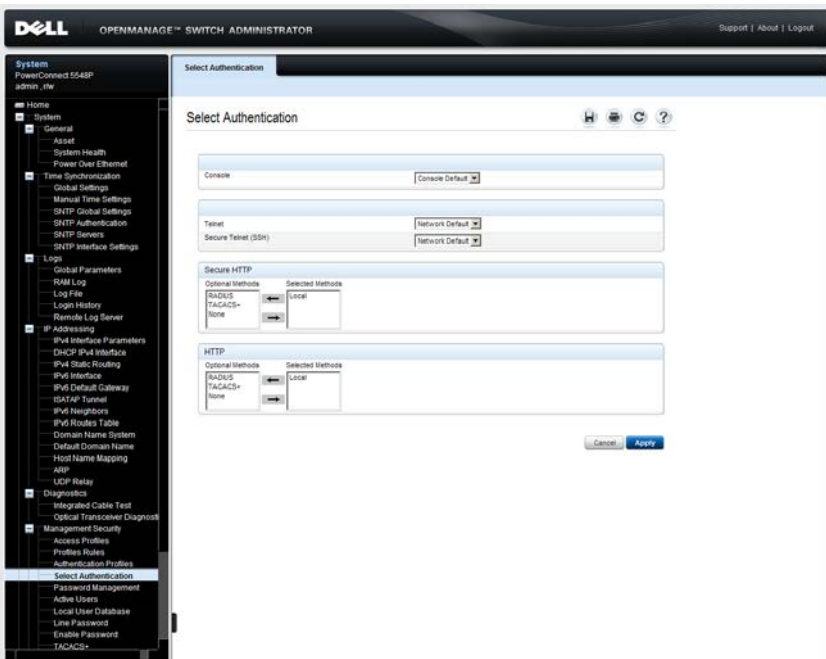 DELL
OPENMANAGE™ SWITCH ADMINISTRATOR
Support | About | Logout
System
PowerConnect 5548P
admin , r/w
Select Authentication
Home
System
General
Asset
System Health
Power Over Ethernet
Time Synchronization
Global Settings
Manual Time Settings
SNTP Global Settings
SNTP Authentication
SNTP Servers
SNTP Interface Settings
Logs
Global Parameters
RAM Log
Log File
Login History
Remote Log Server
IP Addressing
IPv4 Interface Parameters
DHCP IPv4 Interface
IPv4 Static Routing
IPv6 Interface
IPv6 Default Gateway
ISATAP Tunnel
IPv6 Neighbors
IPv6 Routes Table
Domain Name System
Default Domain Name
Host Name Mapping
ARP
UDP Relay
Diagnostics
Integrated Cable Test
Optical Transceiver Diagnosti
Management Security
Access Profiles
Profiles Rules
Authentication Profiles
Select Authentication
Password Management
Active Users
Local User Database
Line Password
Enable Password
TACACS+
Select Authentication
?
Console
Console Default
Telnet
Network Default
Secure Telnet (SSH)
Network Default
Secure HTTP
Optional Methods
Selected Methods
RADIUS
TACACS+
None
Local
HTTP
Optional Methods
Selected Methods
RADIUS
TACACS+
None
Local
Cancel
Apply